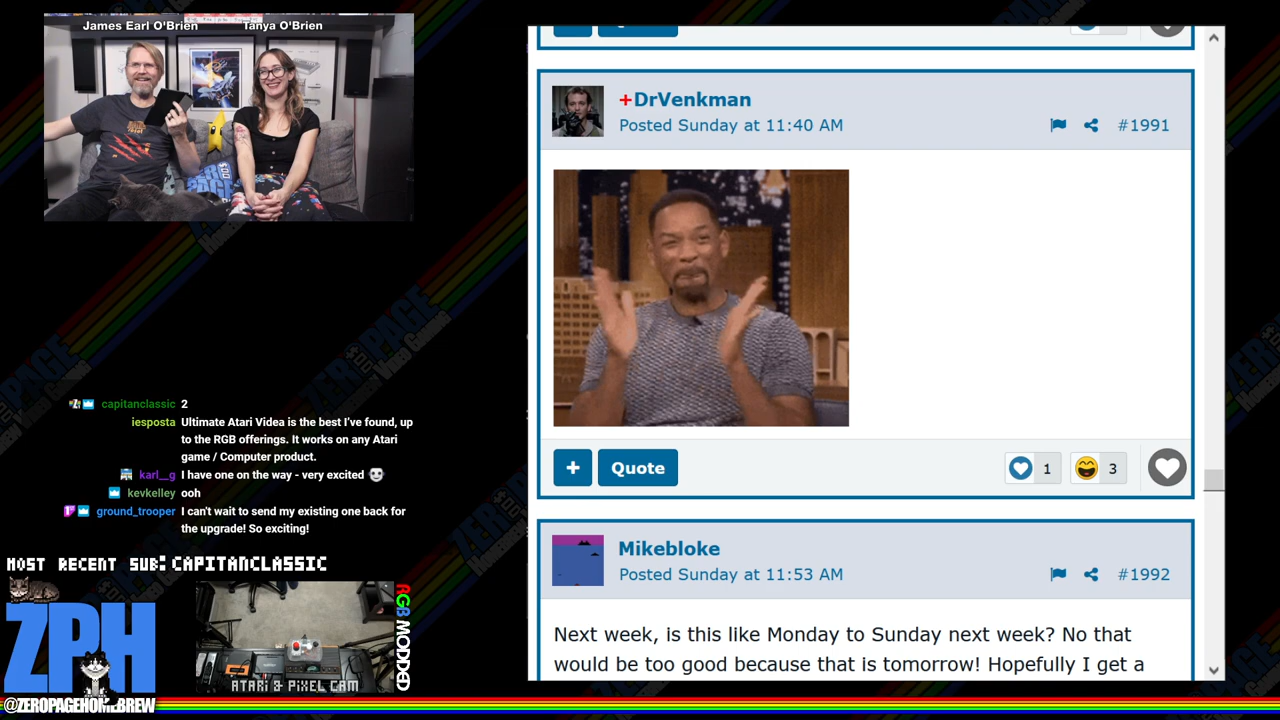 James Earl O'Brien
Tanya O'Brien
+DrVenkman
Posted Sunday at 11:40 AM
#1991
+ Quote
1
3
Mikebloke
Posted Sunday at 11:53 AM
#1992
Next week, is this like Monday to Sunday next week? No that
would be too good because that is tomorrow! Hopefully I get a
capitanclassic 2
iesposta Ultimate Atari Videa is the best I've found, up
to the RGB offerings. It works on any Atari
game / Computer product.
karl__g I have one on the way - very excited
kevkelley ooh
ground_trooper I can't wait to send my existing one back for
the upgrade! So exciting!
MOST RECENT SUB: CAPITANCLASSIC
ZPH
@ZEROPAGEHOMEBREW
ATARI & PIXEL CAM
RGB MODDED